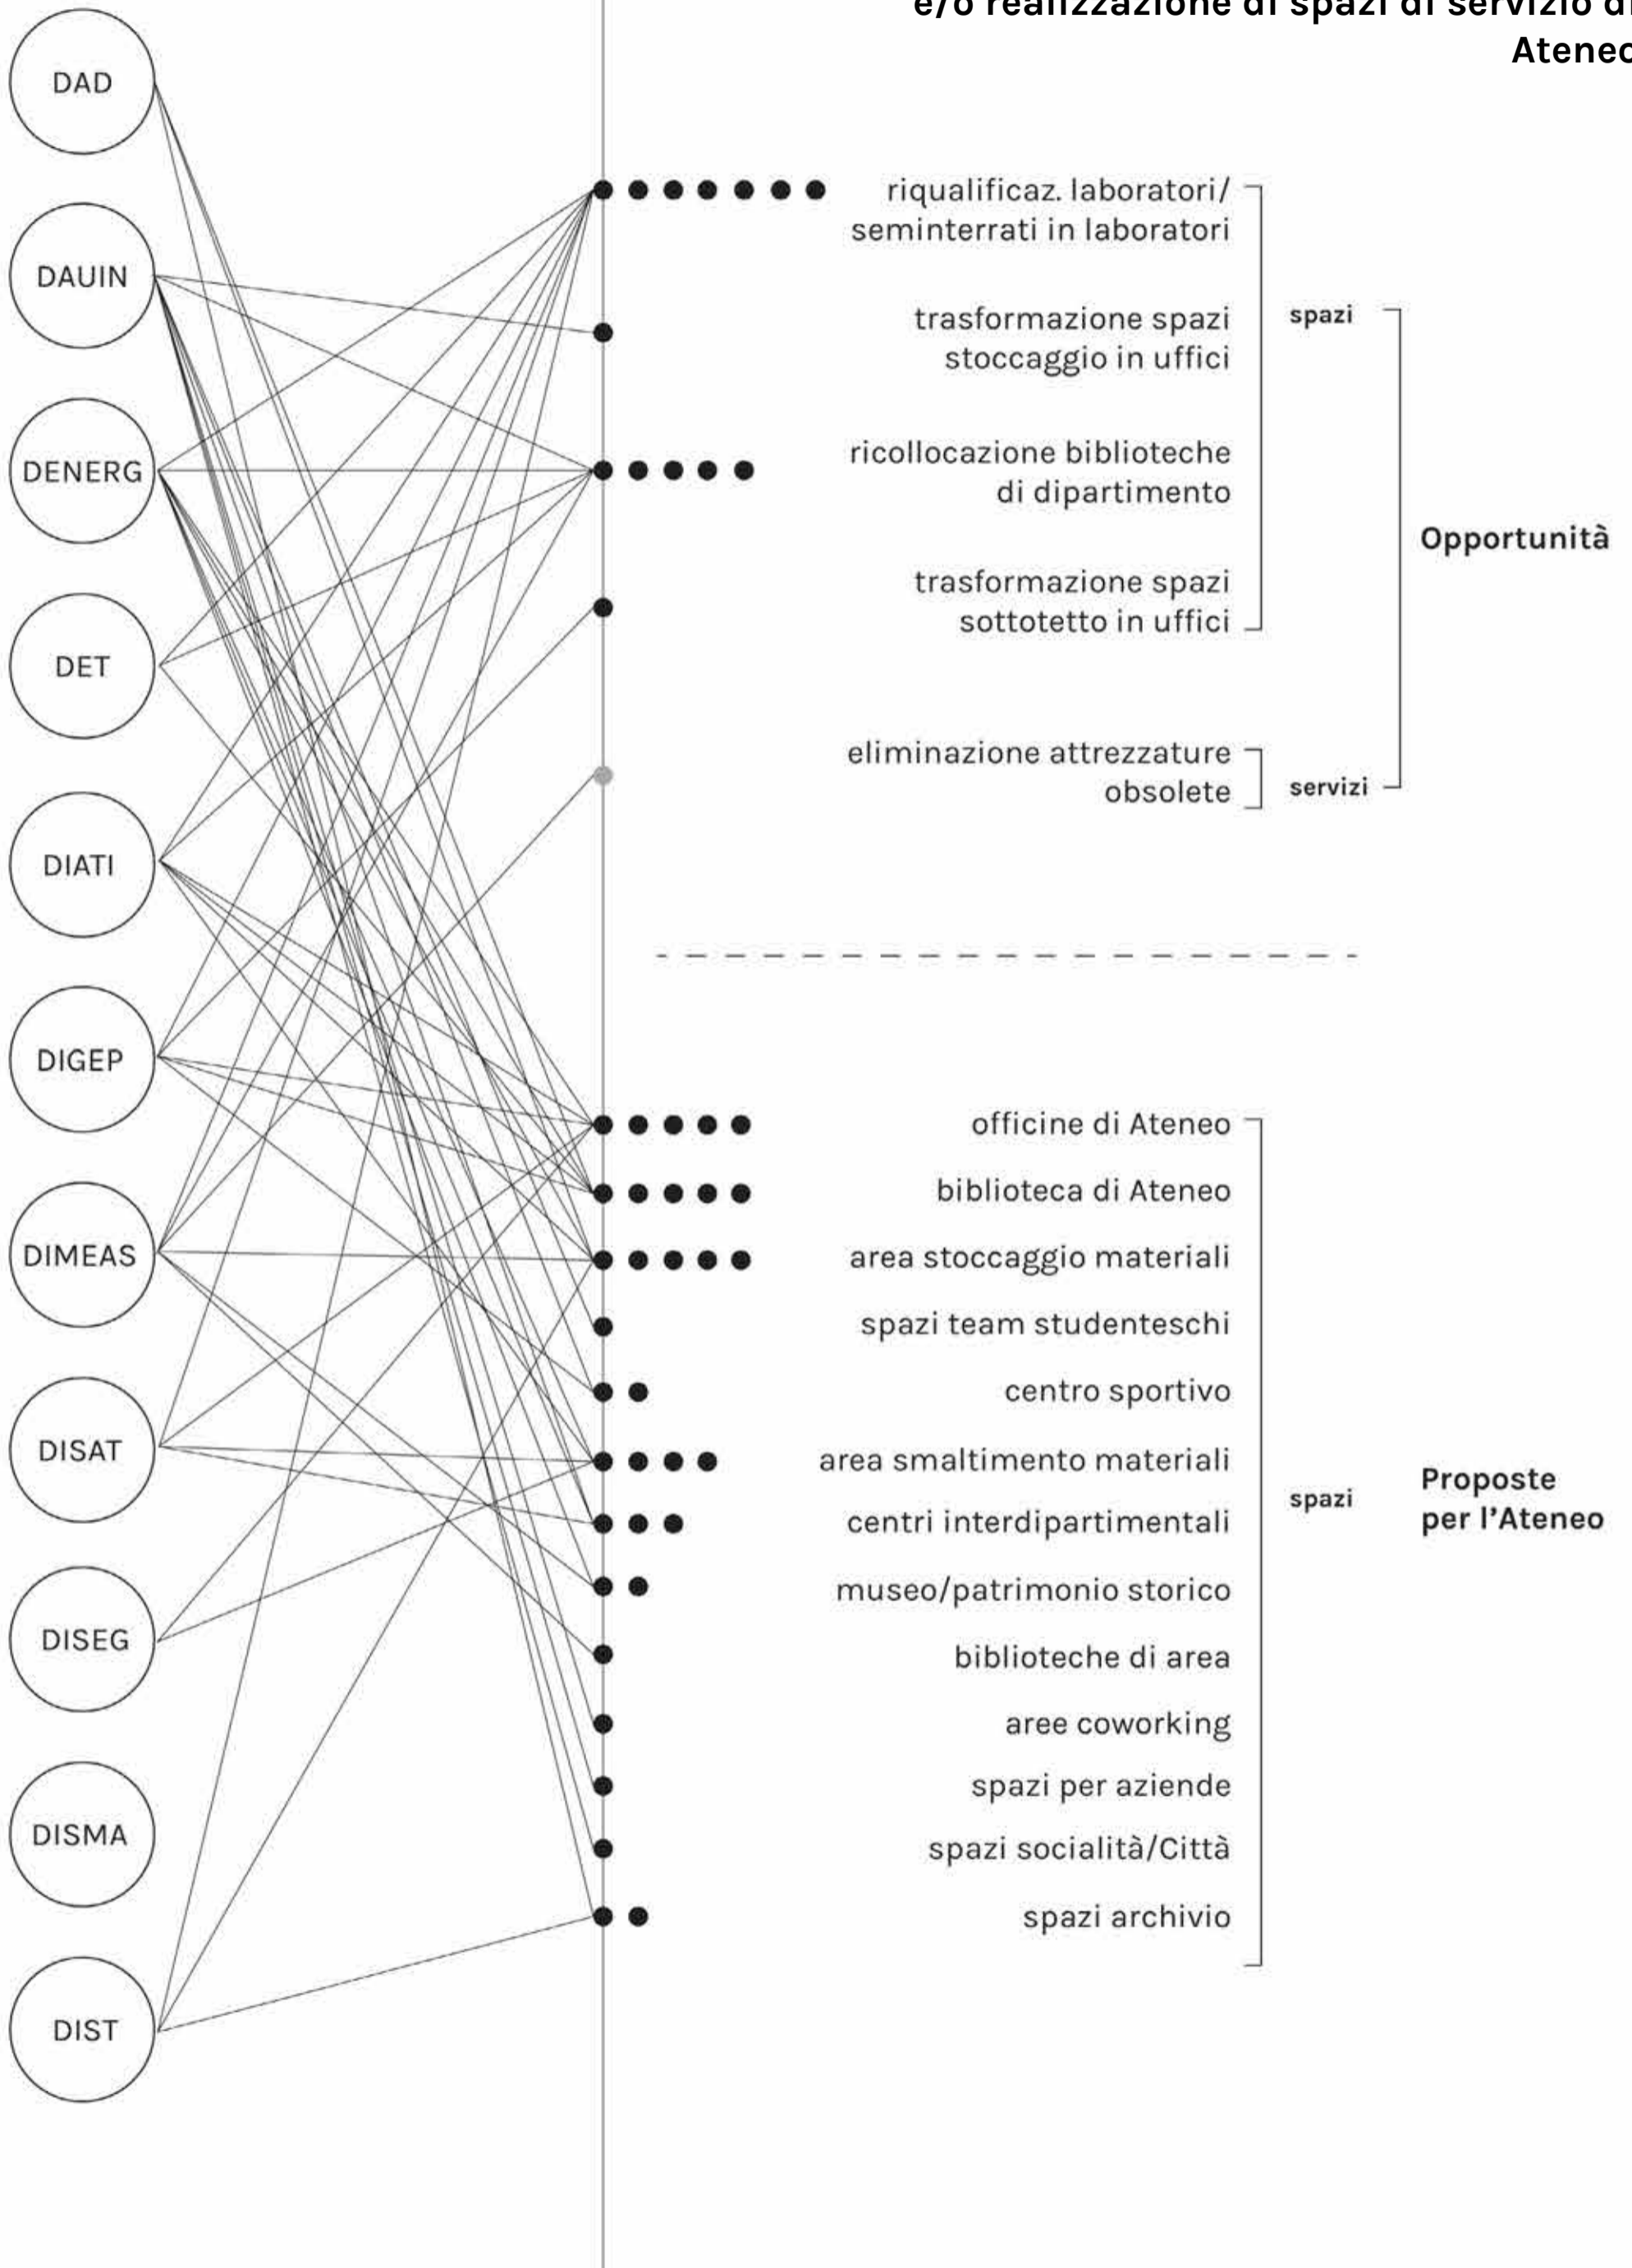 e/o realizzazione di spazi di servizio di
Ateneo
DAD
DAUIN
DENERG
DET
DIATI
DIGEP
DIMEAS
DISAT
DISEG
DISMA
DIST
riqualificaz. laboratori/
seminterrati in laboratori
trasformazione spazi
stoccaggio in uffici
ricollocazione biblioteche
di dipartimento
trasformazione spazi
sottotetto in uffici
spazi
eliminazione attrezzature
obsolete
servizi
Opportunità
officine di Ateneo
biblioteca di Ateneo
area stoccaggio materiali
spazi team studenteschi
centro sportivo
area smaltimento materiali
centri interdipartimentali
museo/patrimonio storico
biblioteche di area
aree coworking
spazi per aziende
spazi socialità/Città
spazi archivio
spazi
Proposte
per l'Ateneo